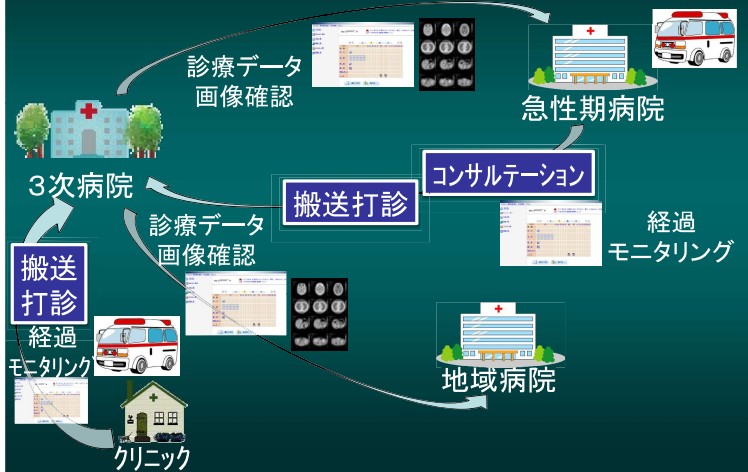 診療データ
画像確認
急性期病院
3次病院
コンサルテーション
搬送打診
診療データ
画像確認
経過
モニタリング
搬送
打診
経過
モニタリング
地域病院
クリニック